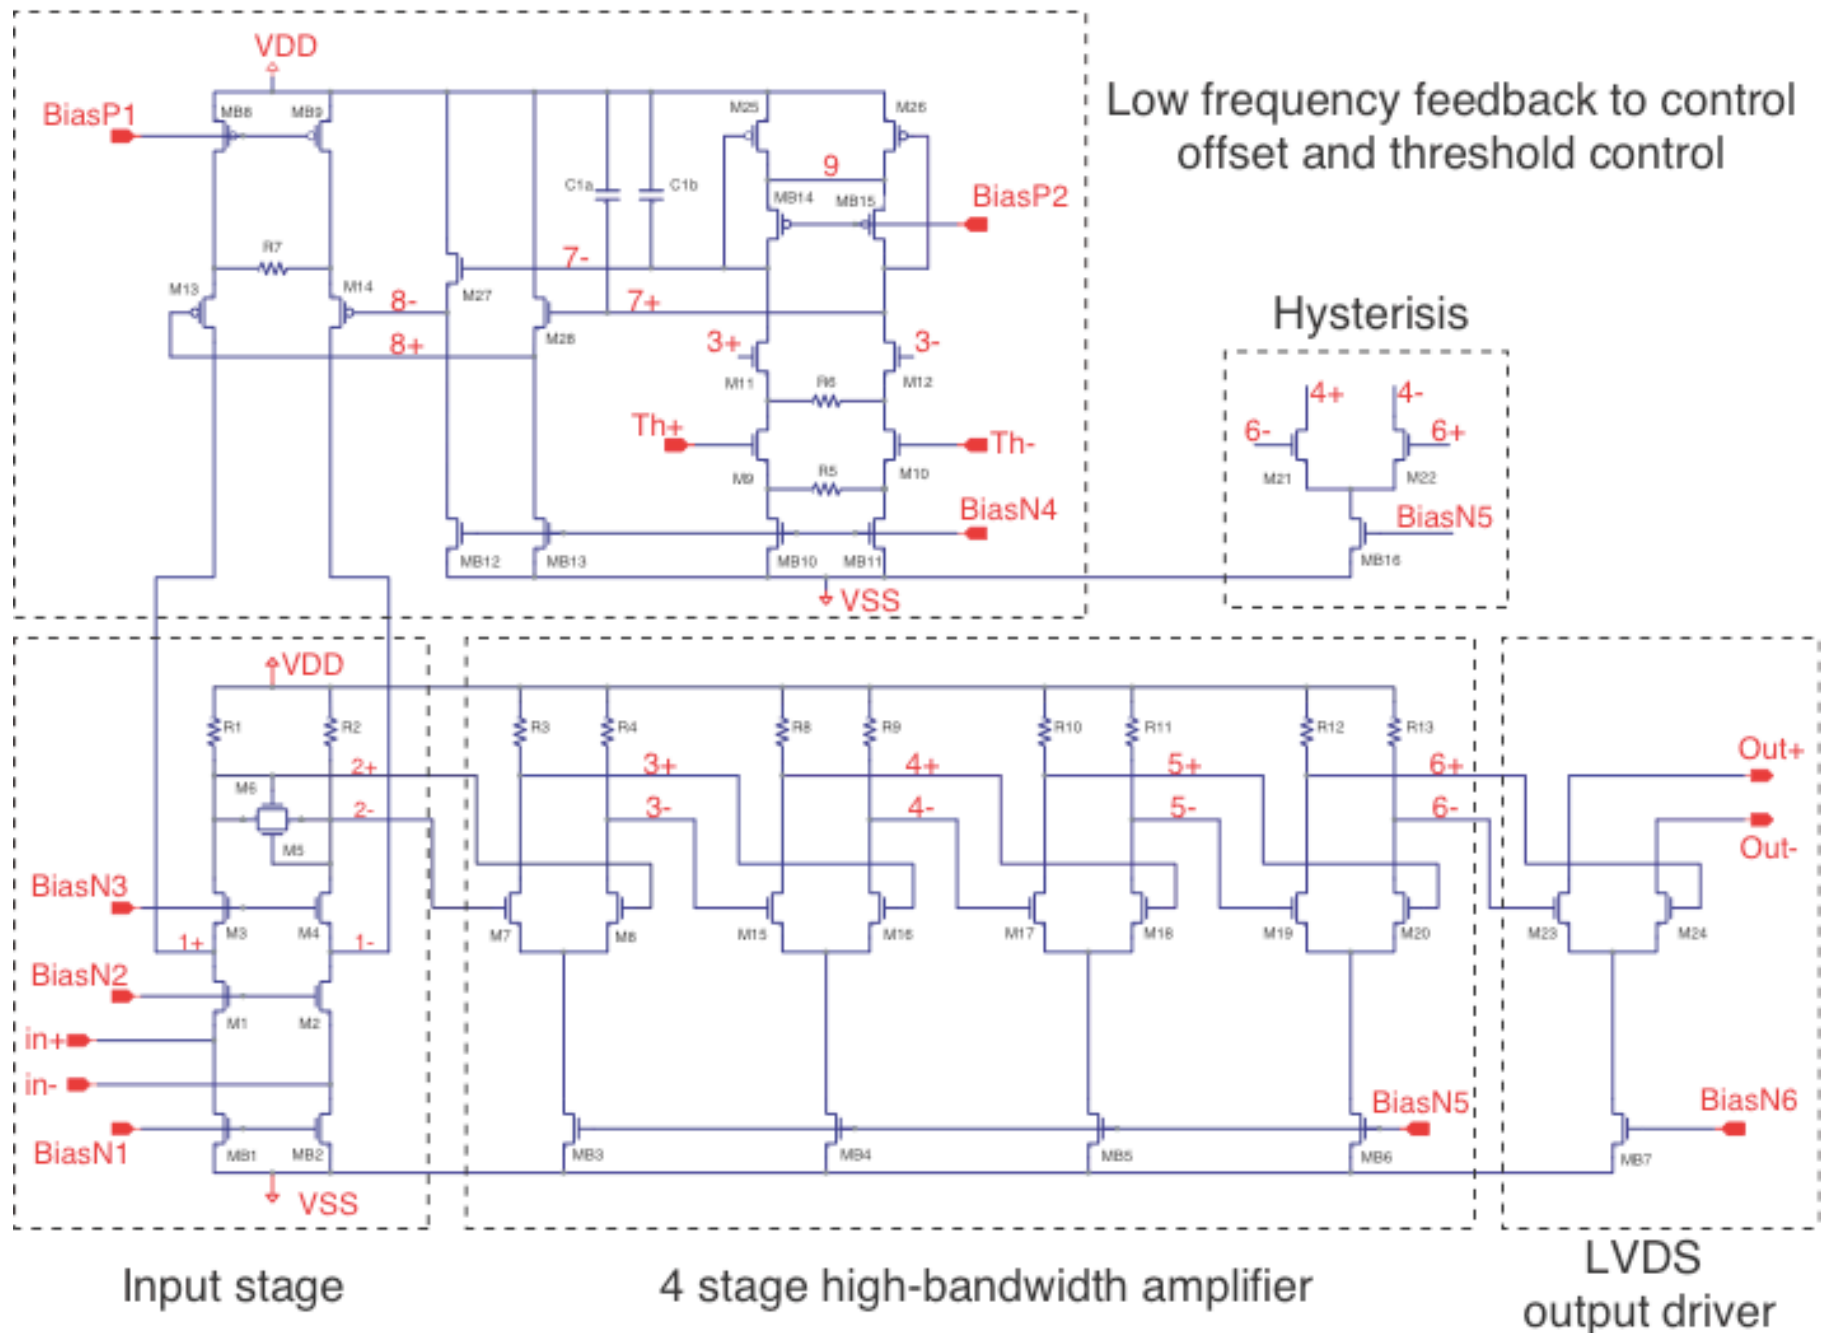 VDD
BiasP1
MB8
MB9
M25
M26
Low frequency feedback to control
offset and threshold control
9
C1a
C1b
MB14
MB15
BiasP2
R7
7-
M13
M14
8-
M27
7+
Hysterisis
8+
M28
3+
3-
M11
R6
M12
4+
4-
Th+
Th-
6-
6+
M9
R5
M10
M21
M22
BiasN4
BiasN5
MB12
MB13
MB10
MB11
MB16
VSS
VDD
R1
R2
R3
R4
R8
R9
R10
R11
R12
R13
2+
3+
4+
5+
6+
Out+
M6
2-
3-
4-
5-
6-
Out-
M5
BiasN3
M3
M4
M7
M8
M15
M16
M17
M18
M19
M20
M23
M24
1+
1-
BiasN2
M1
M2
in+
in-
BiasN5
BiasN6
BiasN1
MB1
MB2
MB3
MB4
MB5
MB6
MB7
VSS
Input stage
4 stage high-bandwidth amplifier
LVDS
output driver